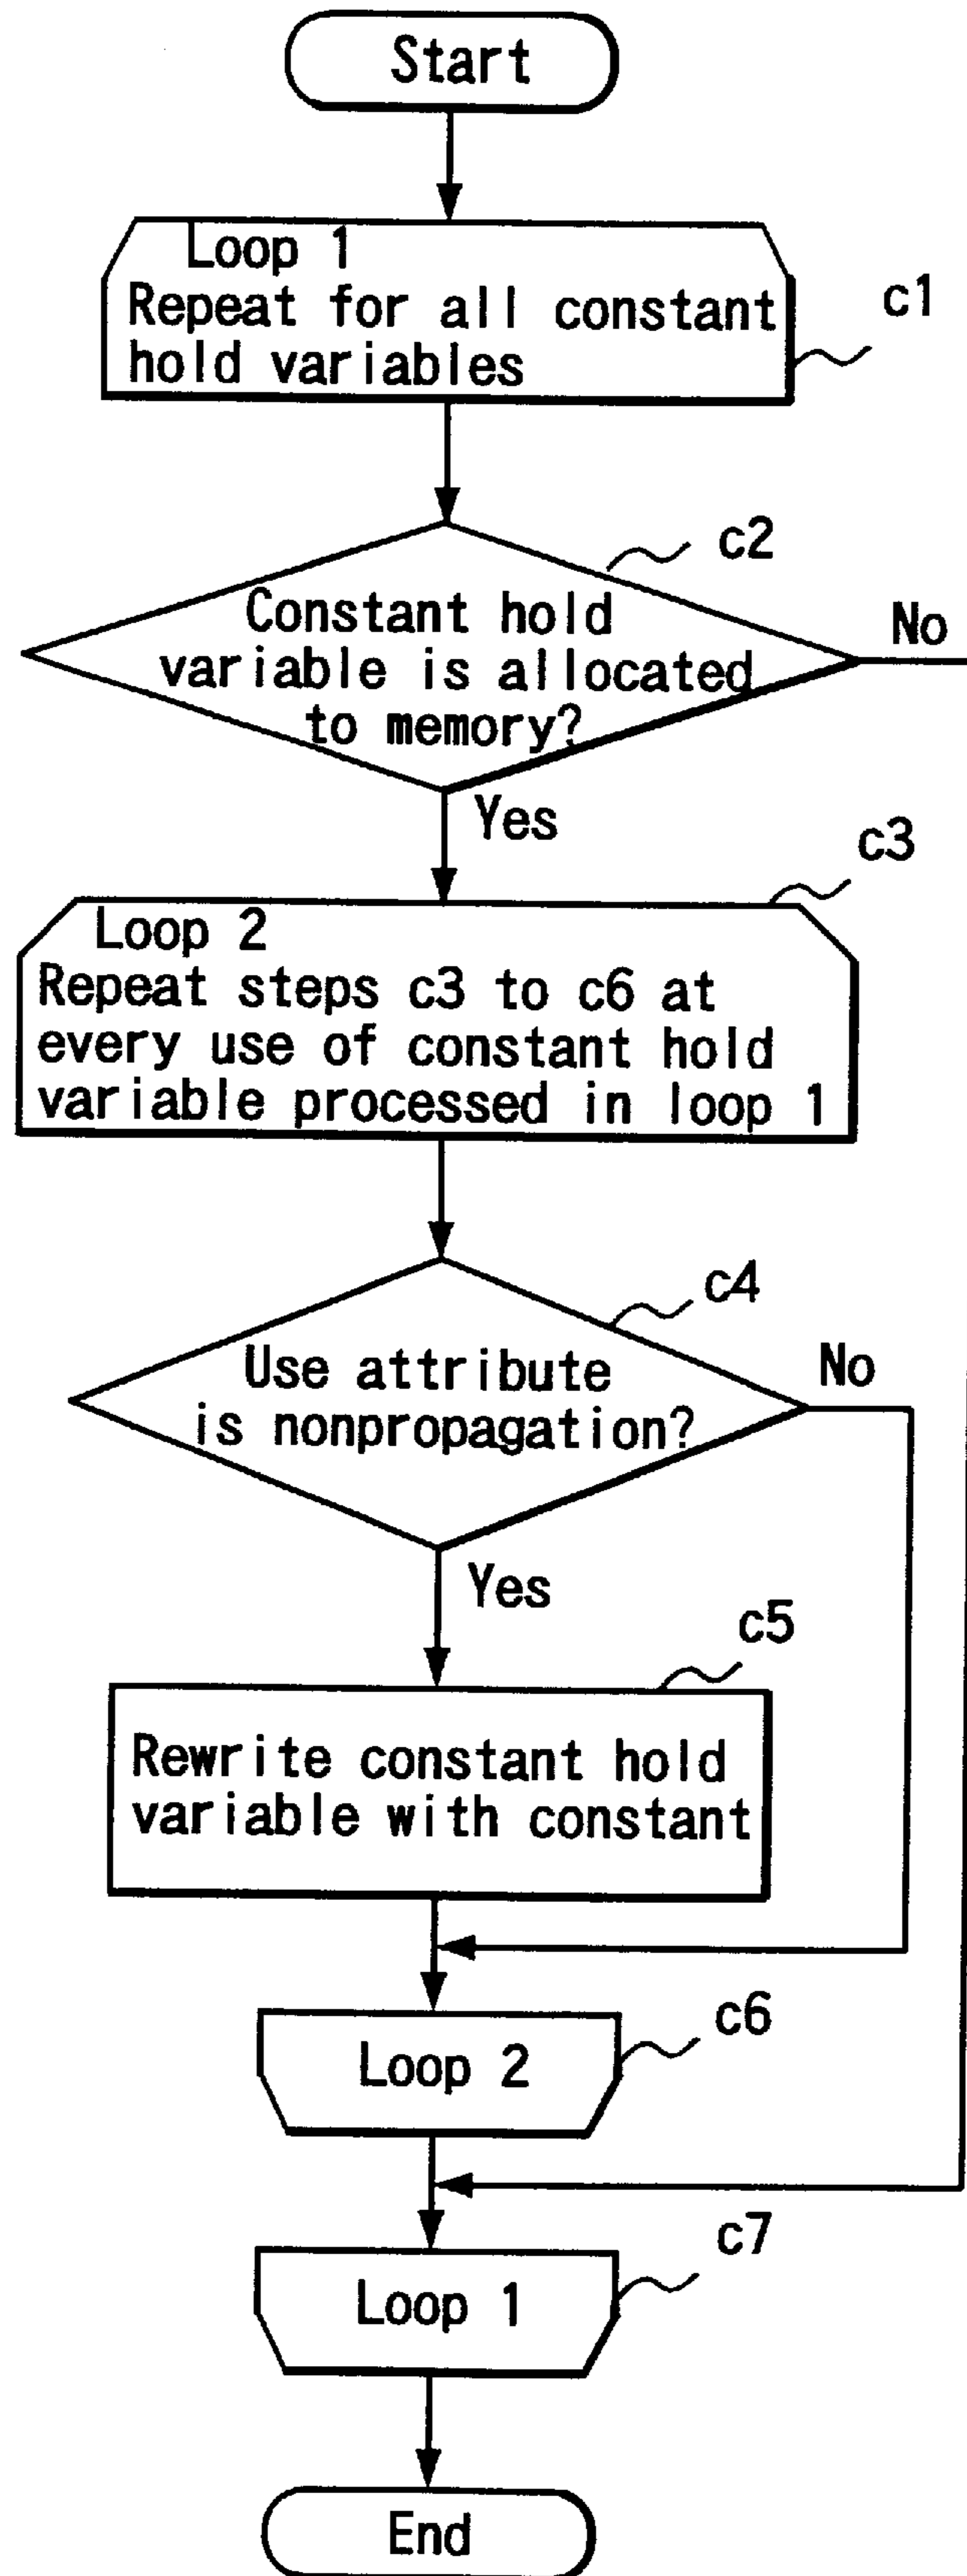 Start
Loop 1
Repeat for all constant
hold variables
c1
c2
Constant hold
variable is allocated
to memory?
No
Yes
c3
Loop 2
Repeat steps c3 to c6 at
every use of constant hold
variable processed in loop 1
c4
Use attribute
is nonpropagation?
No
Yes
c5
Rewrite constant hold
variable with constant
c6
Loop 2
c7
Loop 1
End